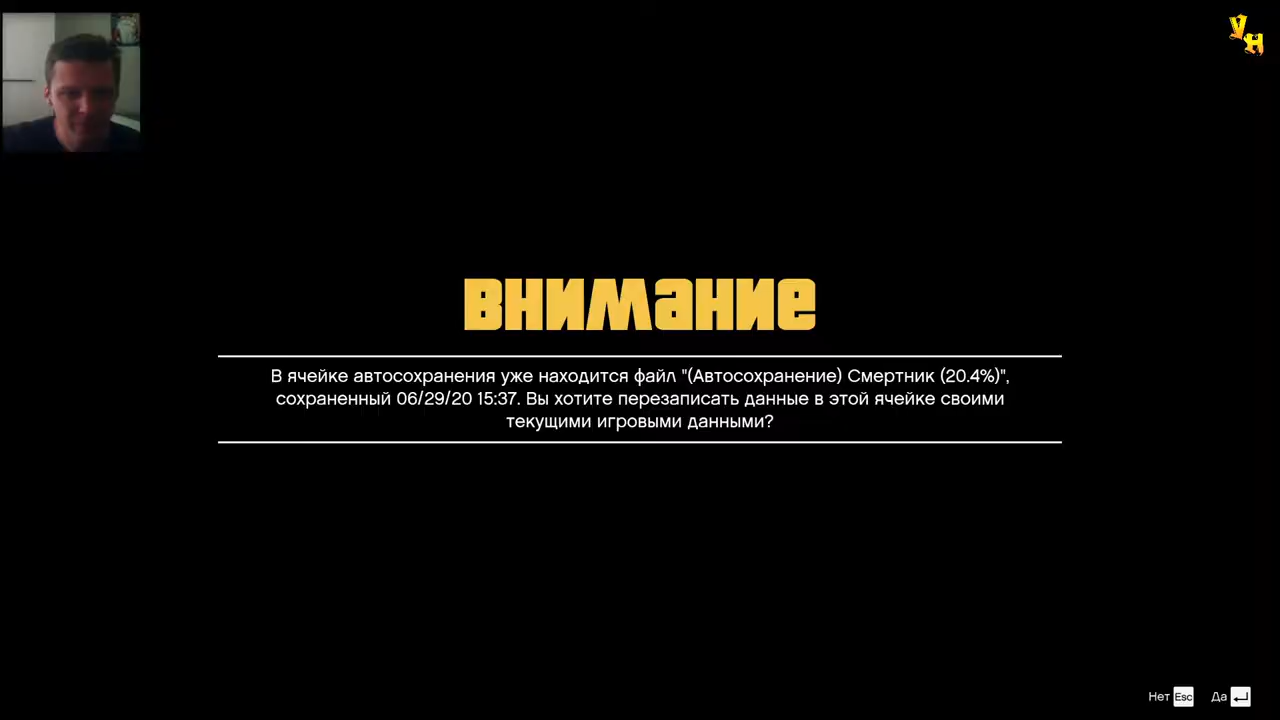 УН
внимание
В ячейке автосохранения уже находится файл "(Автосохранение) Смертник (20.4%)",
сохраненный 06/29/20 15:37. Вы хотите перезаписать данные в этой ячейке своими
текущими игровыми данными?
Нет Esc Да